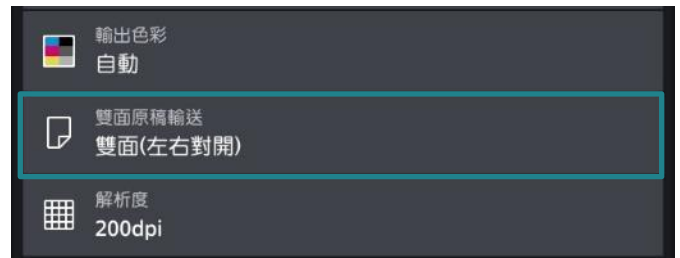 輸出色彩
自動
雙面原稿輸送
雙面(左右對開)
解析度
200dpi